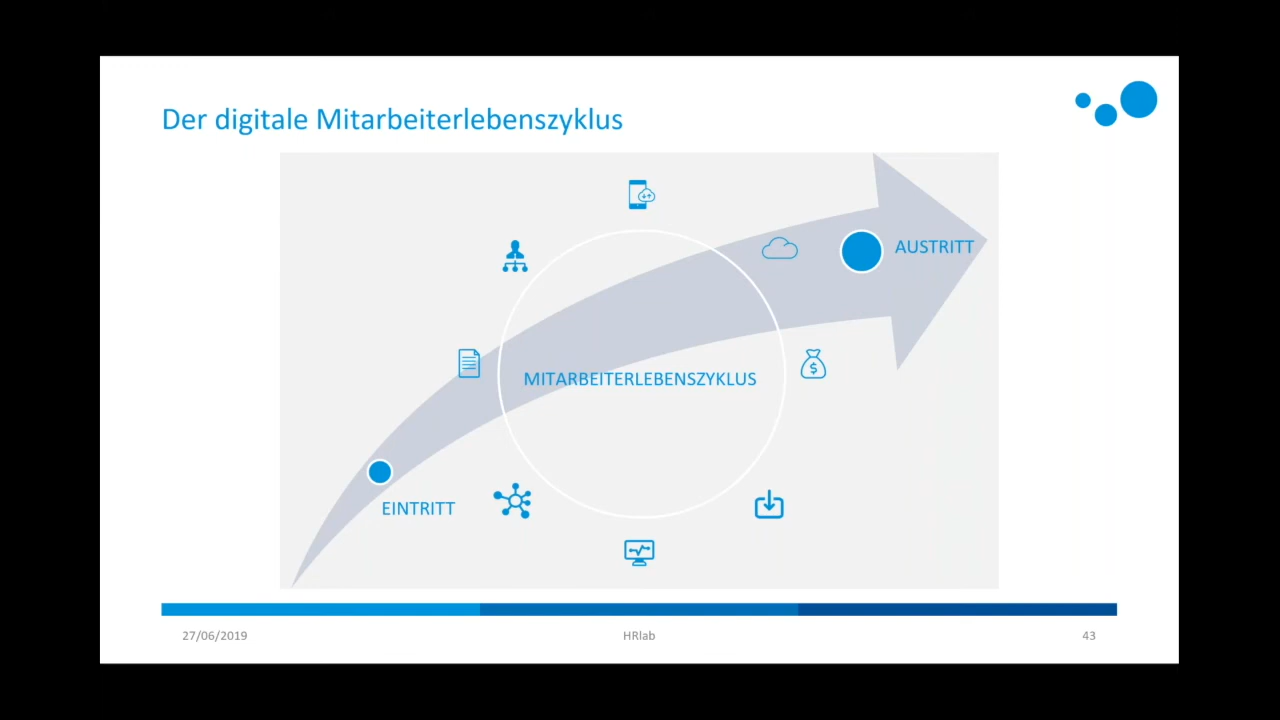 Der digitale Mitarbeiterlebenszyklus
AUSTRITT
MITARBEITERLEBENSZYKLUS
$
EINTRITT
27/06/2019
HRlab
43